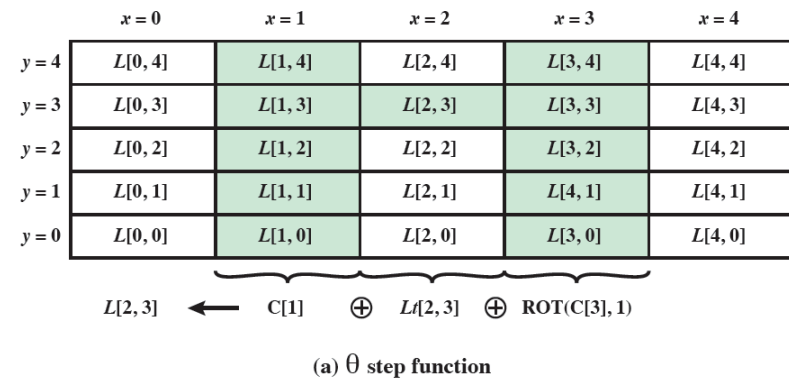 x = 0 x = 1 x = 2 x = 3 x = 4
y = 4 L[0, 4] L[1, 4] L[2, 4] L[3, 4] L[4, 4]
y = 3 L[0, 3] L[1, 3] L[2, 3] L[3, 3] L[4, 3]
y = 2 L[0, 2] L[1, 2] L[2, 2] L[3, 2] L[4, 2]
y = 1 L[0, 1] L[1, 1] L[2, 1] L[4, 1] L[4, 1]
y = 0 L[0, 0] L[1, 0] L[2, 0] L[3, 0] L[4, 0]
L[2, 3] ← C[1] ⊕ Lt[2, 3] ⊕ ROT(C[3], 1)
(a) θ step function